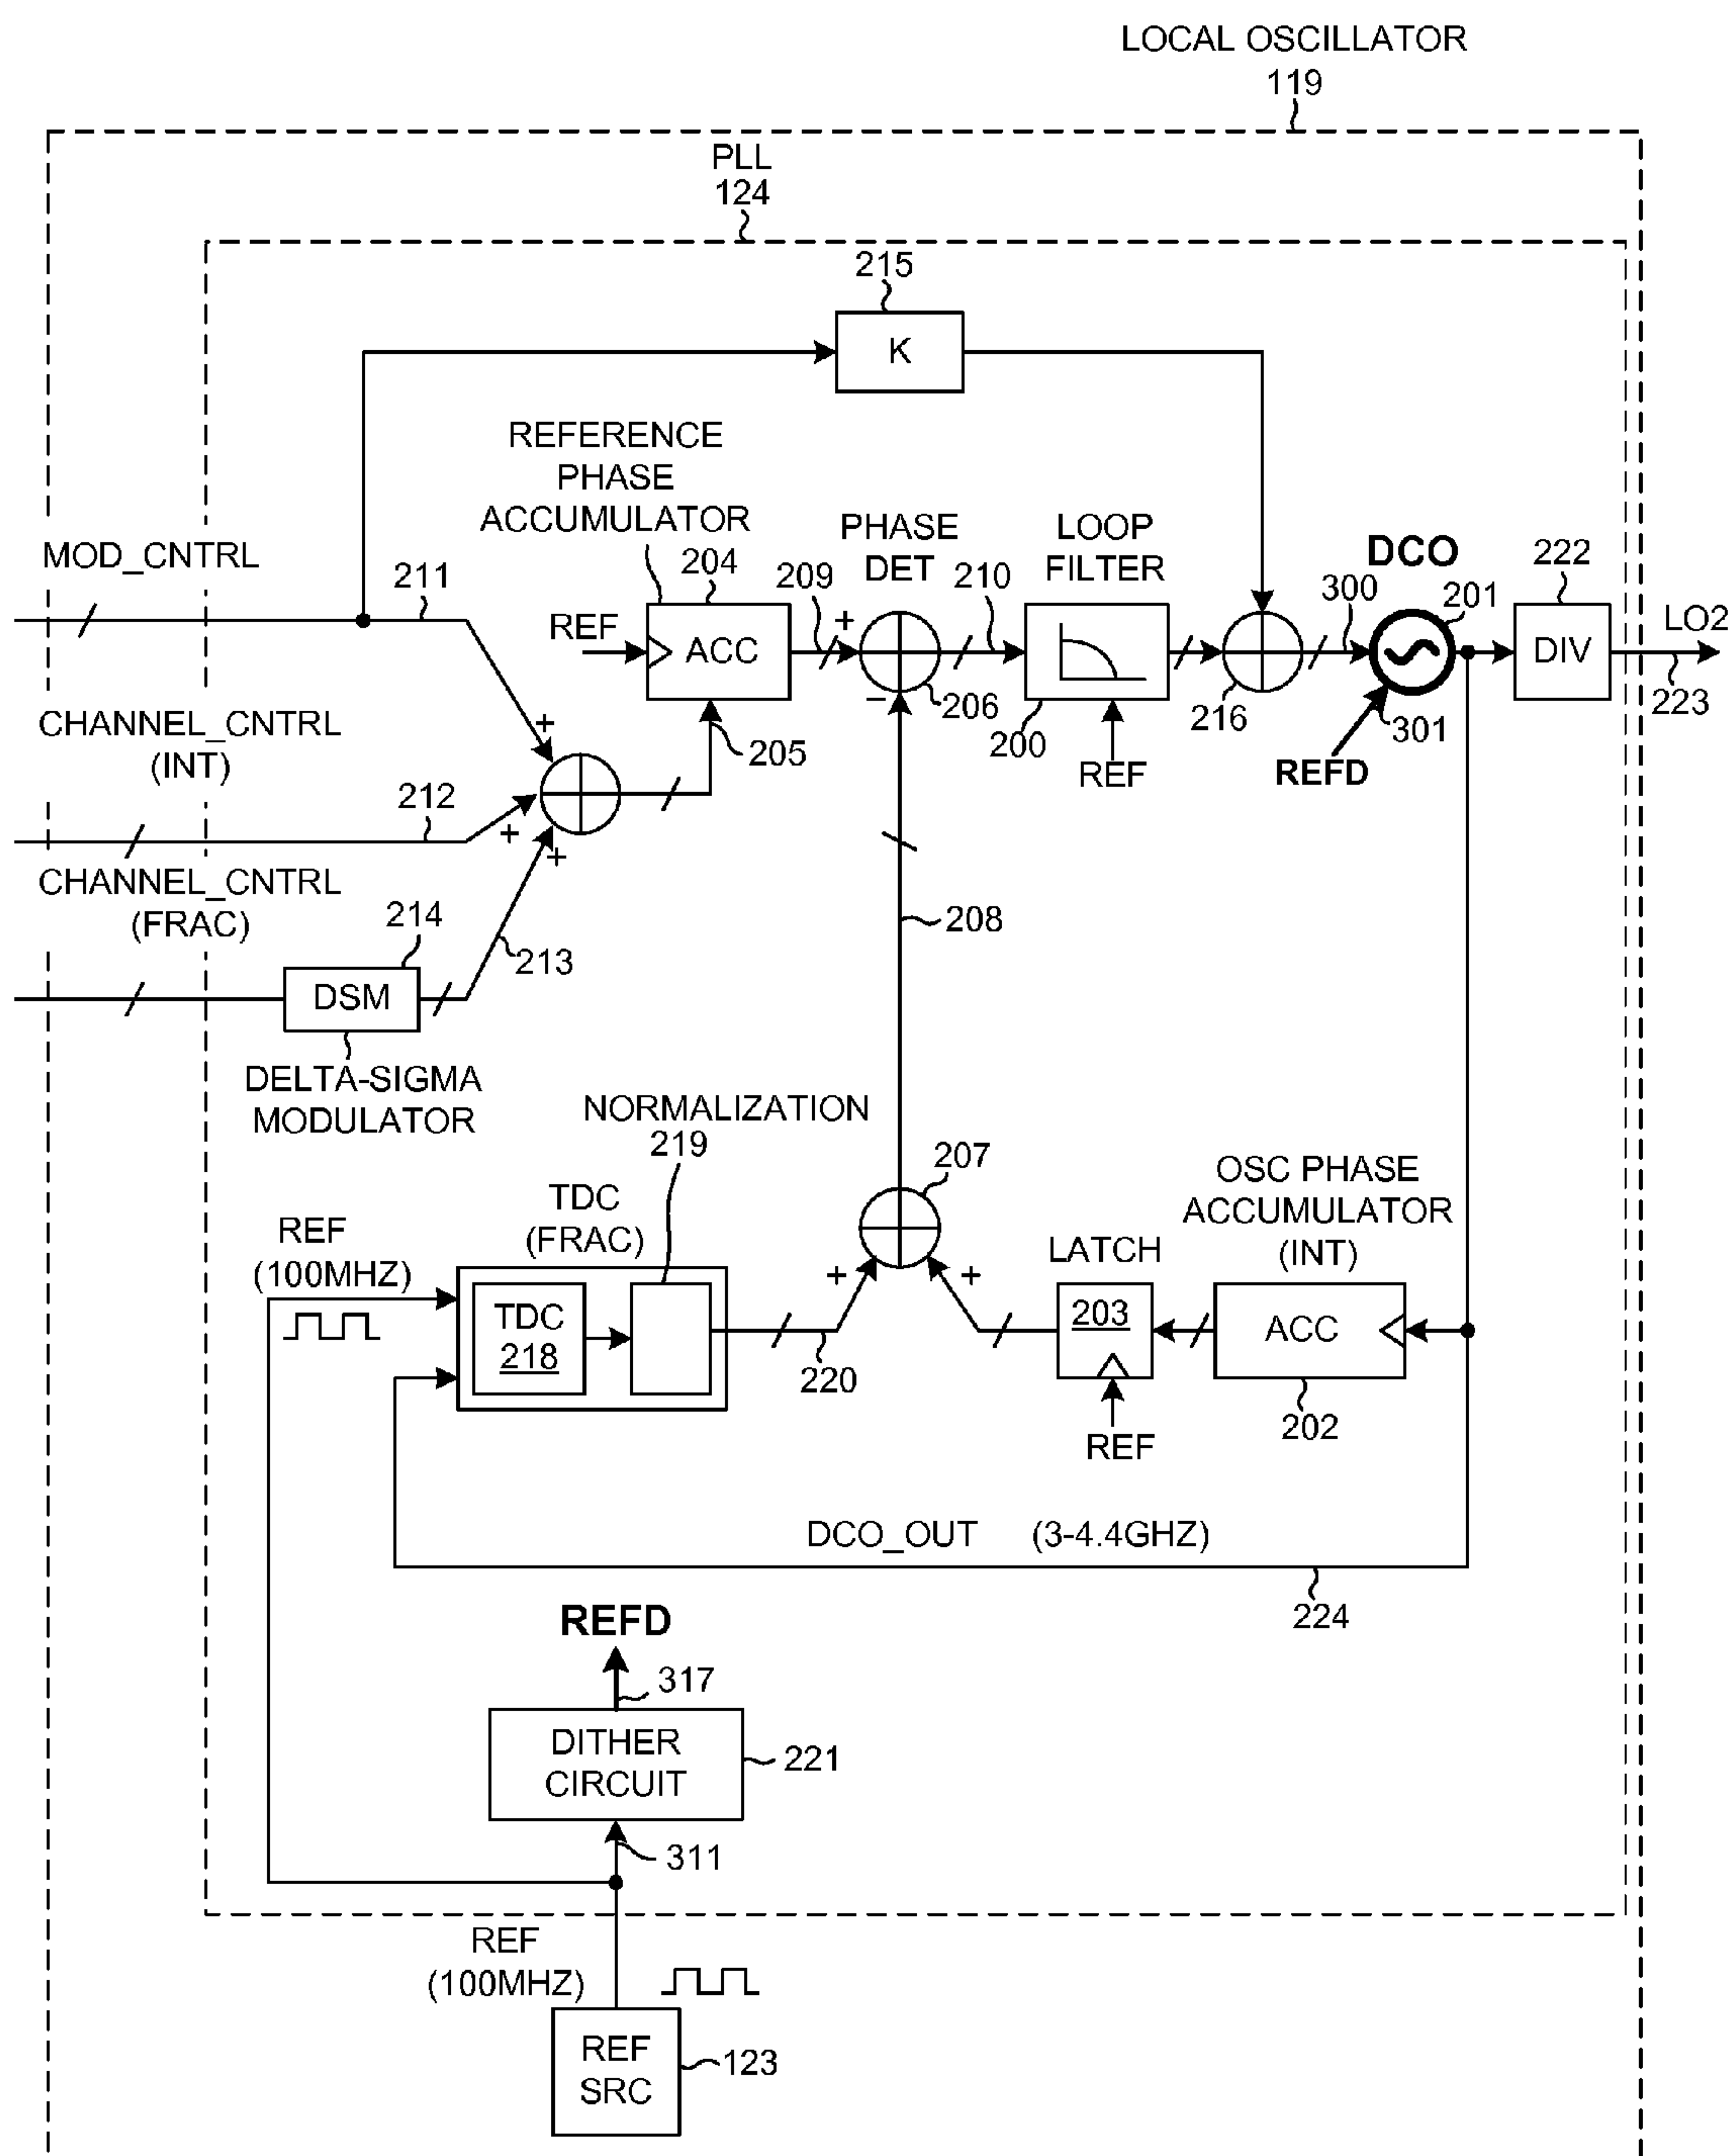 LOCAL OSCILLATOR
119
PLL
124
215
K
REFERENCE
PHASE
ACCUMULATOR
204
REF
ACC
205
209
+
PHASE
DET
−
206
210
LOOP
FILTER
200
REF
216
300
DCO
201
301
REFD
222
DIV
LO2
223
MOD_CNTRL
211
+
CHANNEL_CNTRL
(INT)
212
+
CHANNEL_CNTRL
(FRAC)
214
+
213
DSM
DELTA-SIGMA
MODULATOR
208
NORMALIZATION
219
207
OSC PHASE
ACCUMULATOR
(INT)
TDC
(FRAC)
REF
(100MHZ)
LATCH
+
+
TDC
218
220
203
ACC
202
REF
DCO_OUT (3-4.4GHZ)
224
REFD
317
DITHER
CIRCUIT
221
311
REF
(100MHZ)
REF
SRC
123